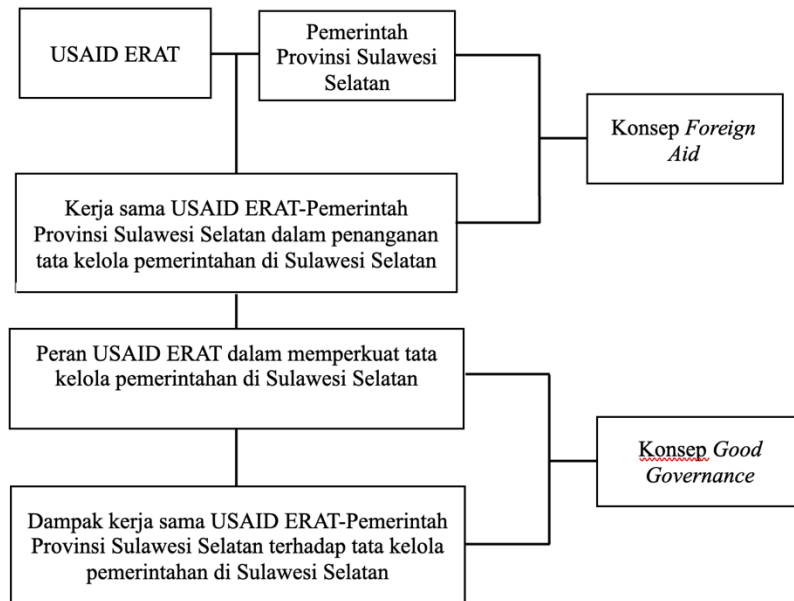 USAID ERAT
Pemerintah
Provinsi Sulawesi
Selatan
Konsep Foreign
Aid
Kerja sama USAID ERAT-Pemerintah
Provinsi Sulawesi Selatan dalam penanganan
tata kelola pemerintahan di Sulawesi Selatan
Peran USAID ERAT dalam memperkuat tata
kelola pemerintahan di Sulawesi Selatan
Konsep Good
Governance
Dampak kerja sama USAID ERAT-Pemerintah
Provinsi Sulawesi Selatan terhadap tata kelola
pemerintahan di Sulawesi Selatan